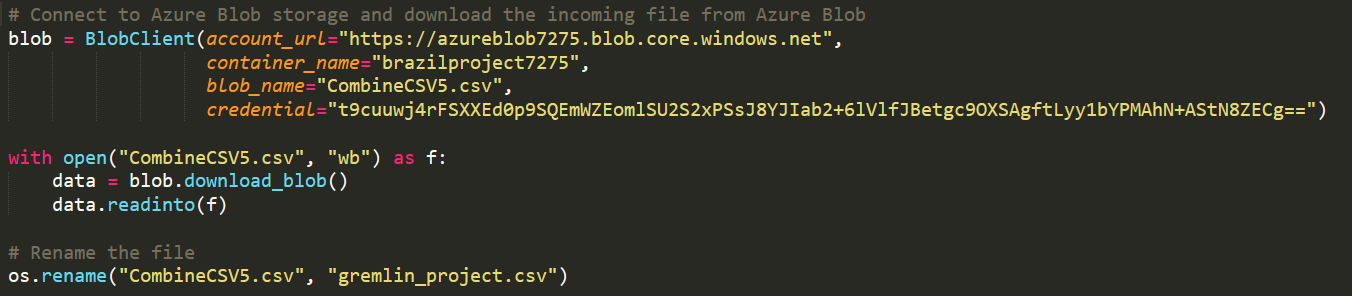 # Connect to Azure Blob storage and download the incoming file from Azure Blob
blob = BlobClient(account_url="https://azureblob7275.blob.core.windows.net",
container_name="brazilproject7275",
blob_name="CombineCSV5.csv",
credential="t9cuuwj4rFSXXEd0p9SQEmWZEomlSU2S2xPSsJ8YJIab2+6lVlfJBetgc9OXSAgftLyy1bYPMAhN+AStN8ZECg==")
with open("CombineCSV5.csv", "wb") as f:
data = blob.download_blob()
data.readinto(f)
# Rename the file
os.rename("CombineCSV5.csv", "gremlin_project.csv")